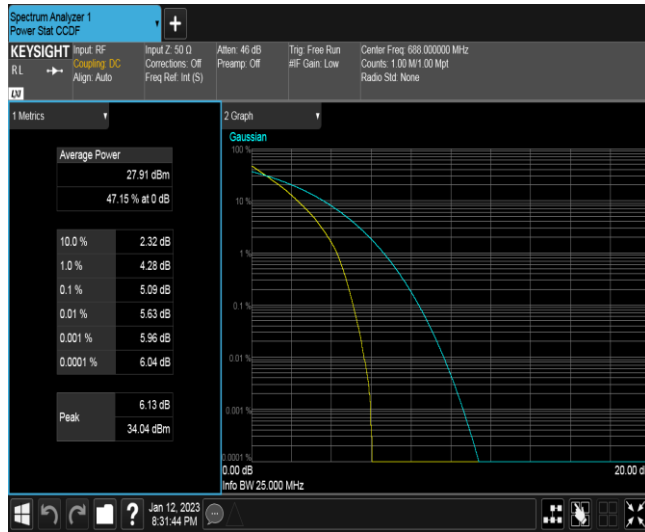 Spectrum Analyzer 1
Power Stat CCDF
+
KEYSIGHT
RL
LXI
Input: RF
Coupling: DC
Align: Auto
Input Z: 50 Ω
Corrections: Off
Freq Ref: Int (S)
Atten: 46 dB
Preamp: Off
Trig: Free Run
#IF Gain: Low
Center Freq: 688.000000 MHz
Counts: 1.00 M/1.00 Mpt
Radio Std: None
1 Metrics
Average Power
27.91 dBm
47.15 % at 0 dB
10.0 % 2.32 dB
1.0 % 4.28 dB
0.1 % 5.09 dB
0.01 % 5.63 dB
0.001 % 5.96 dB
0.0001 % 6.04 dB
Peak
6.13 dB
34.04 dBm
2 Graph
Gaussian
100 %
10 %
1 %
0.1 %
0.01 %
0.001 %
0.0001 %
0.00 dB 20.00 d
Info BW 25.000 MHz
?
Jan 12, 2023
8:31:44 PM